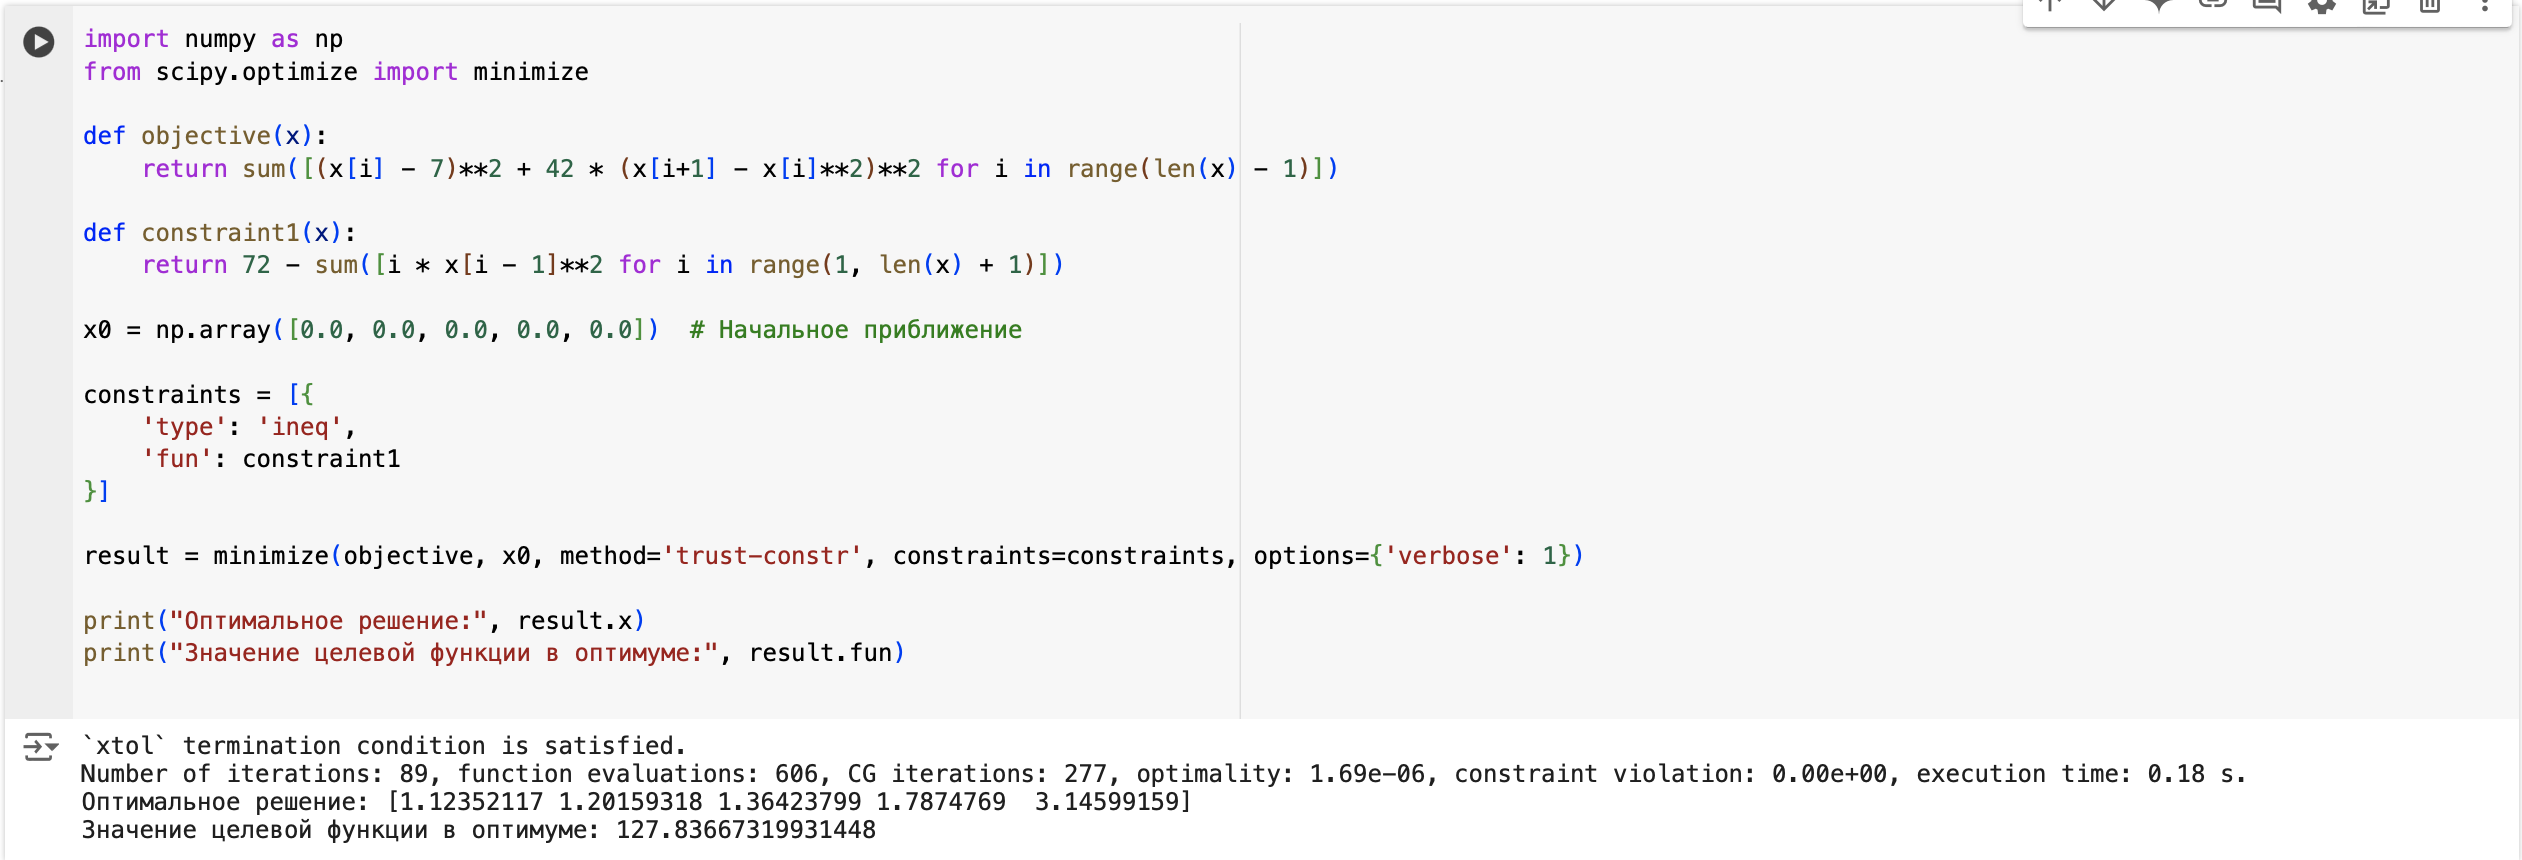 import numpy as np
from scipy.optimize import minimize
def objective(x):
    return sum([(x[i] - 7)**2 + 42 * (x[i+1] - x[i]**2)**2 for i in range(len(x) - 1)])
def constraint1(x):
    return 72 - sum([i * x[i - 1]**2 for i in range(1, len(x) + 1)])
x0 = np.array([0.0, 0.0, 0.0, 0.0, 0.0])  # Начальное приближение
constraints = [{
    'type': 'ineq',
    'fun': constraint1
}]
result = minimize(objective, x0, method='trust-constr', constraints=constraints, options={'verbose': 1})
print("Оптимальное решение:", result.x)
print("Значение целевой функции в оптимуме:", result.fun)
`xtol` termination condition is satisfied.
Number of iterations: 89, function evaluations: 606, CG iterations: 277, optimality: 1.69e-06, constraint violation: 0.00e+00, execution time: 0.18 s.
Оптимальное решение: [1.12352117 1.20159318 1.36423799 1.7874769  3.14599159]
Значение целевой функции в оптимуме: 127.83667319931448